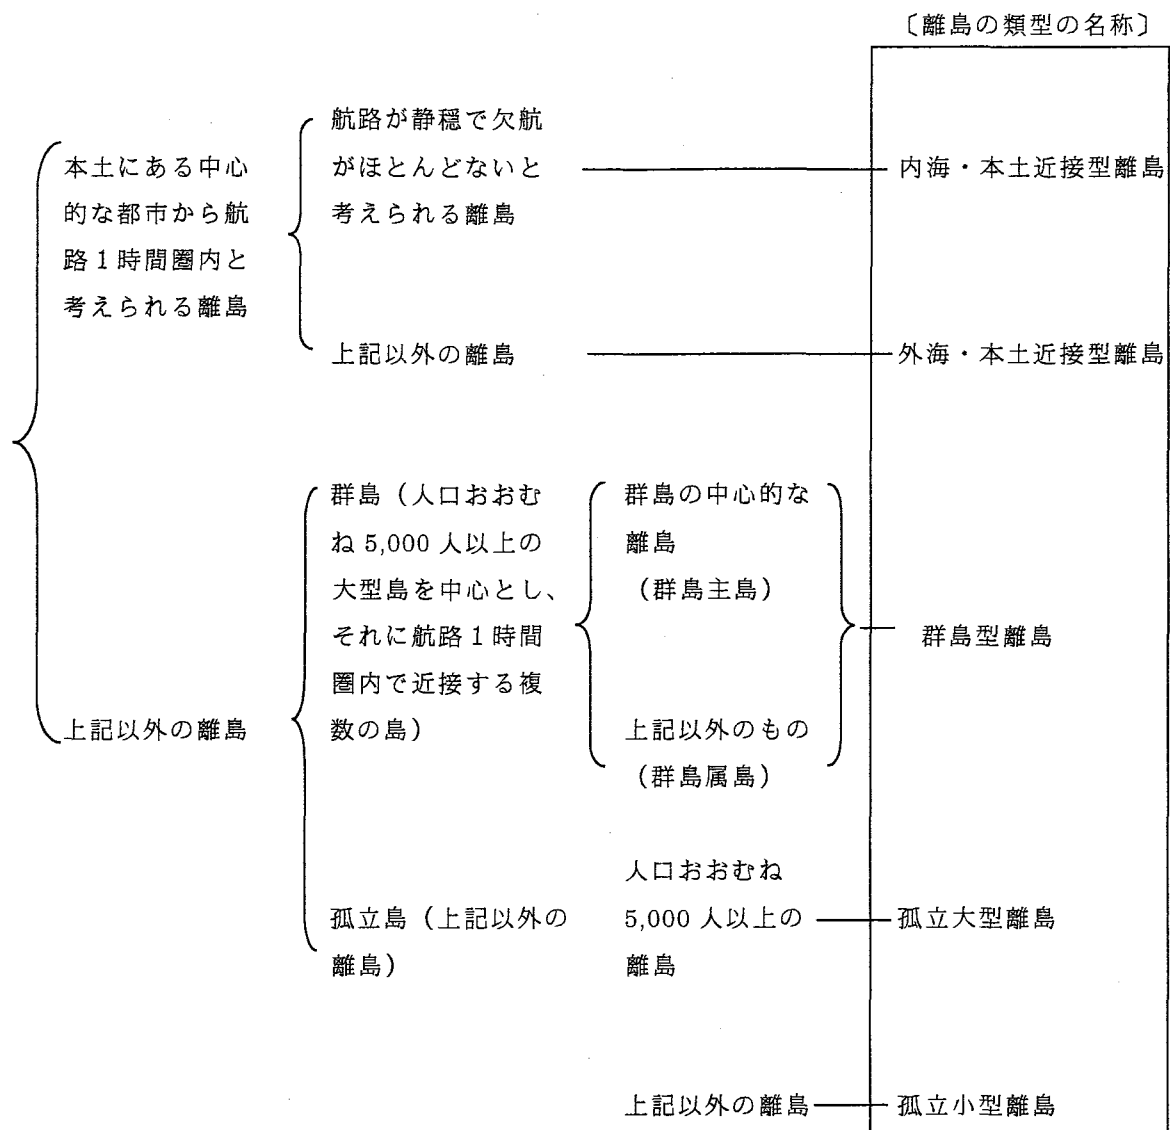 〔離島の類型の名称〕
本土にある中心
的な都市から航
路1時間圏内と
考えられる離島
航路が静穏で欠航
がほとんどないと
考えられる離島
内海・本土近接型離島
上記以外の離島
外海・本土近接型離島
上記以外の離島
群島（人口おおむ
ね 5,000 人以上の
大型島を中心とし、
それに航路1時間
圏内で近接する複
数の島）
群島の中心的な
離島
（群島主島）
上記以外のもの
（群島属島）
群島型離島
孤立島（上記以外の
離島）
人口おおむね
5,000 人以上の
離島
孤立大型離島
上記以外の離島
孤立小型離島